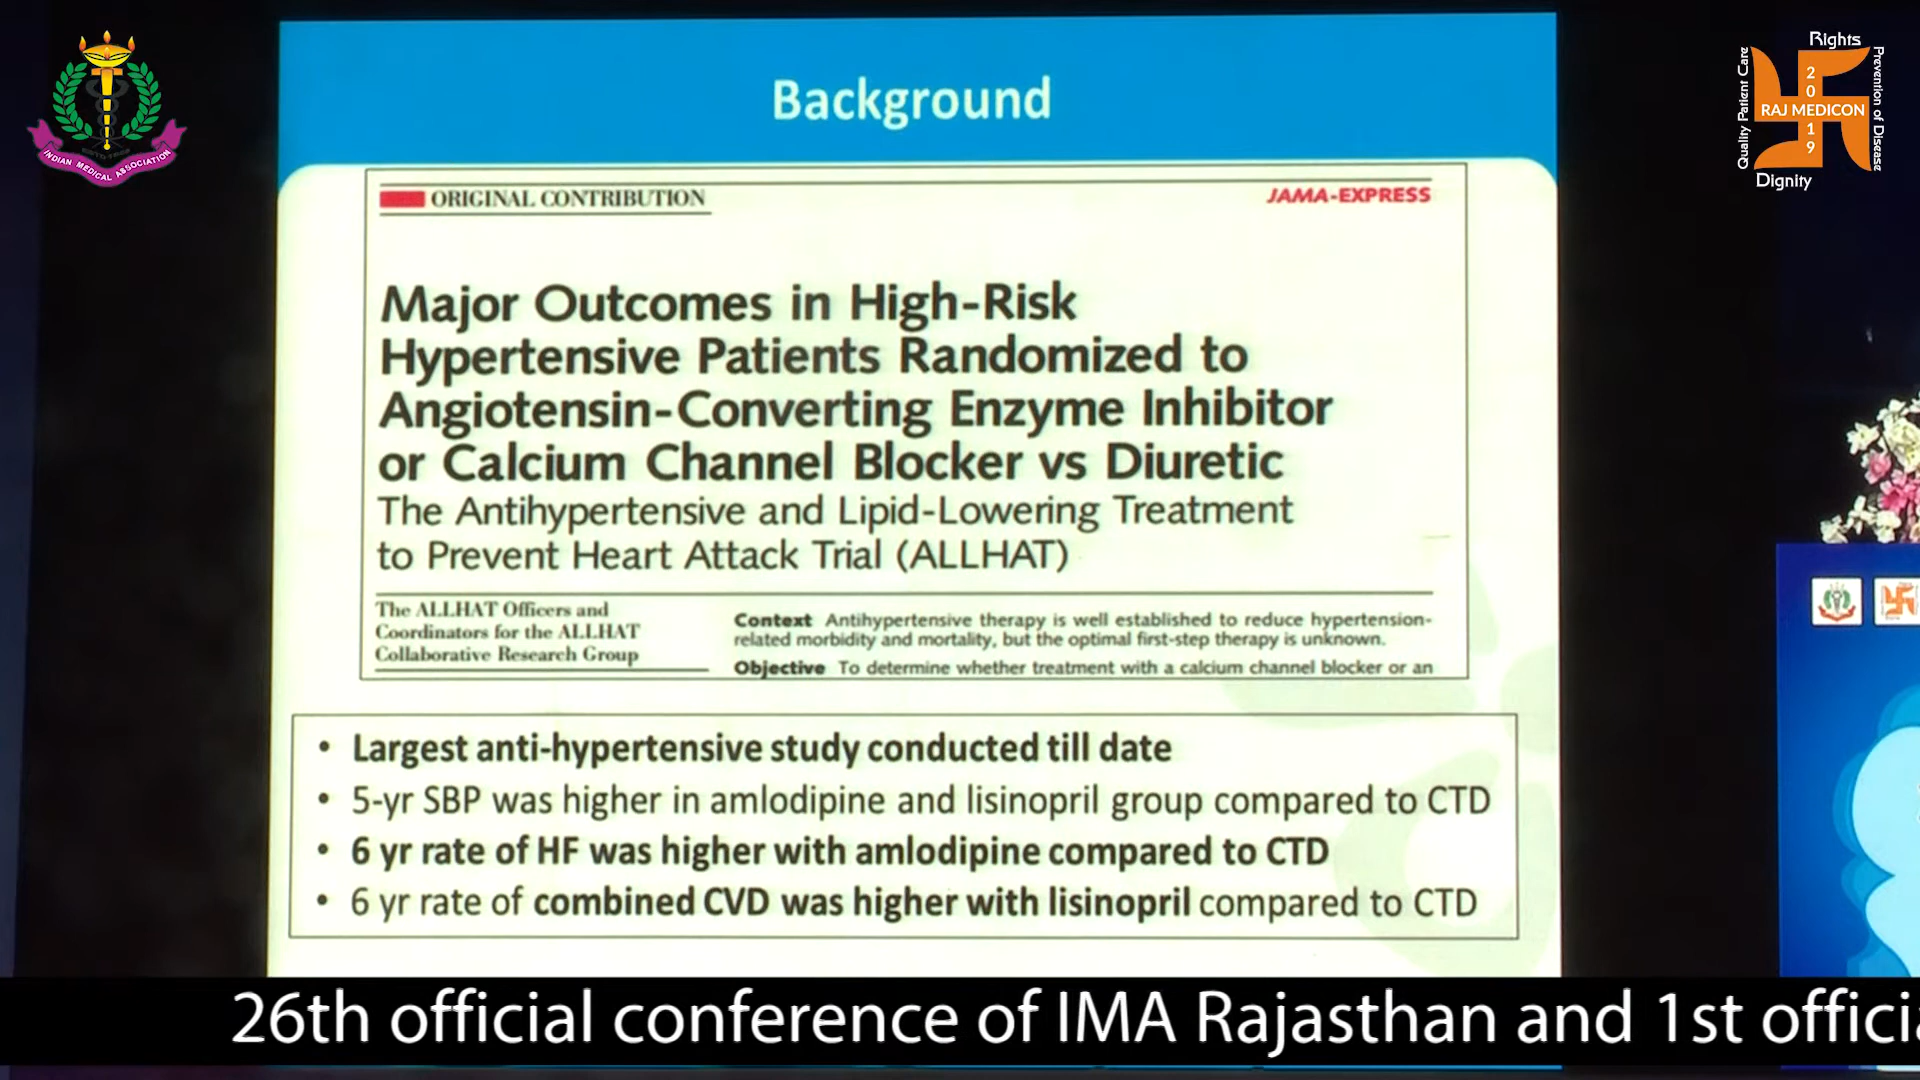 INDIAN MEDICAL ASSOCIATION
Rights
Quality Patient Care
Prevention of Disease
2019
RAJ MEDICON
Dignity
Background
ORIGINAL CONTRIBUTION
JAMA-EXPRESS
Major Outcomes in High-Risk
Hypertensive Patients Randomized to
Angiotensin-Converting Enzyme Inhibitor
or Calcium Channel Blocker vs Diuretic
The Antihypertensive and Lipid-Lowering Treatment
to Prevent Heart Attack Trial (ALLHAT)
The ALLHAT Officers and
Coordinators for the ALLHAT
Collaborative Research Group
Context Antihypertensive therapy is well established to reduce hypertension-
related morbidity and mortality, but the optimal first-step therapy is unknown.
Objective To determine whether treatment with a calcium channel blocker or an
• Largest anti-hypertensive study conducted till date
• 5-yr SBP was higher in amlodipine and lisinopril group compared to CTD
• 6 yr rate of HF was higher with amlodipine compared to CTD
• 6 yr rate of combined CVD was higher with lisinopril compared to CTD
26th official conference of IMA Rajasthan and 1st offici